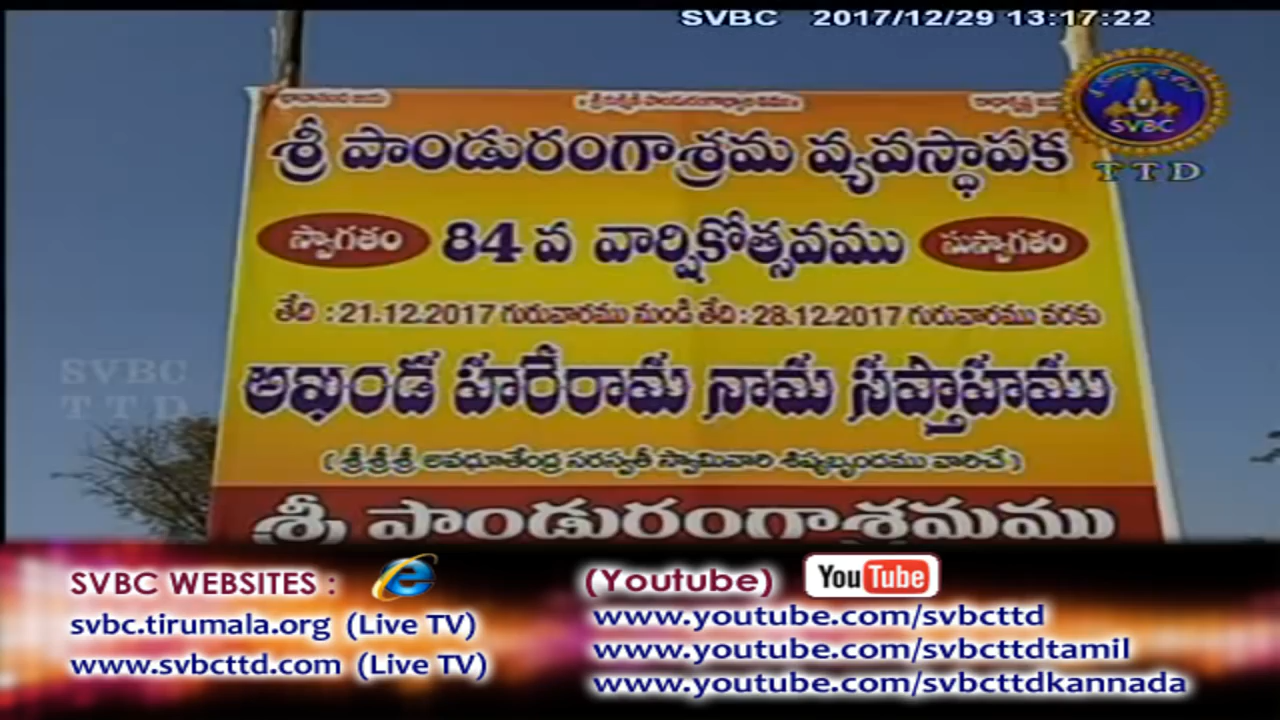 SVBC 2017/12/29 13:17:22
SVBC
TTD
శ్రీ పాండురంగాశ్రమ వ్యవస్థాపక
స్వాగతం 84 వ వార్షికోత్సవము సుస్వాగతం
తేది :21.12.2017 గురువారము నుండి తేది:28.12.2017 గురువారము వరకు
SVBC
TTD
అఖండ హరేరామ నామ సప్తాహము
( శ్రీశ్రీశ్రీ అవధూతేంద్ర సరస్వతీ స్వామివారి శిష్యబృందము వారిచే )
శ్రీ పాండురంగాశ్రమము
SVBC WEBSITES :
svbc.tirumala.org (Live TV)
www.svbcttd.com (Live TV)
(Youtube) YouTube
www.youtube.com/svbcttd
www.youtube.com/svbcttdtamil
www.youtube.com/svbcttdkannada